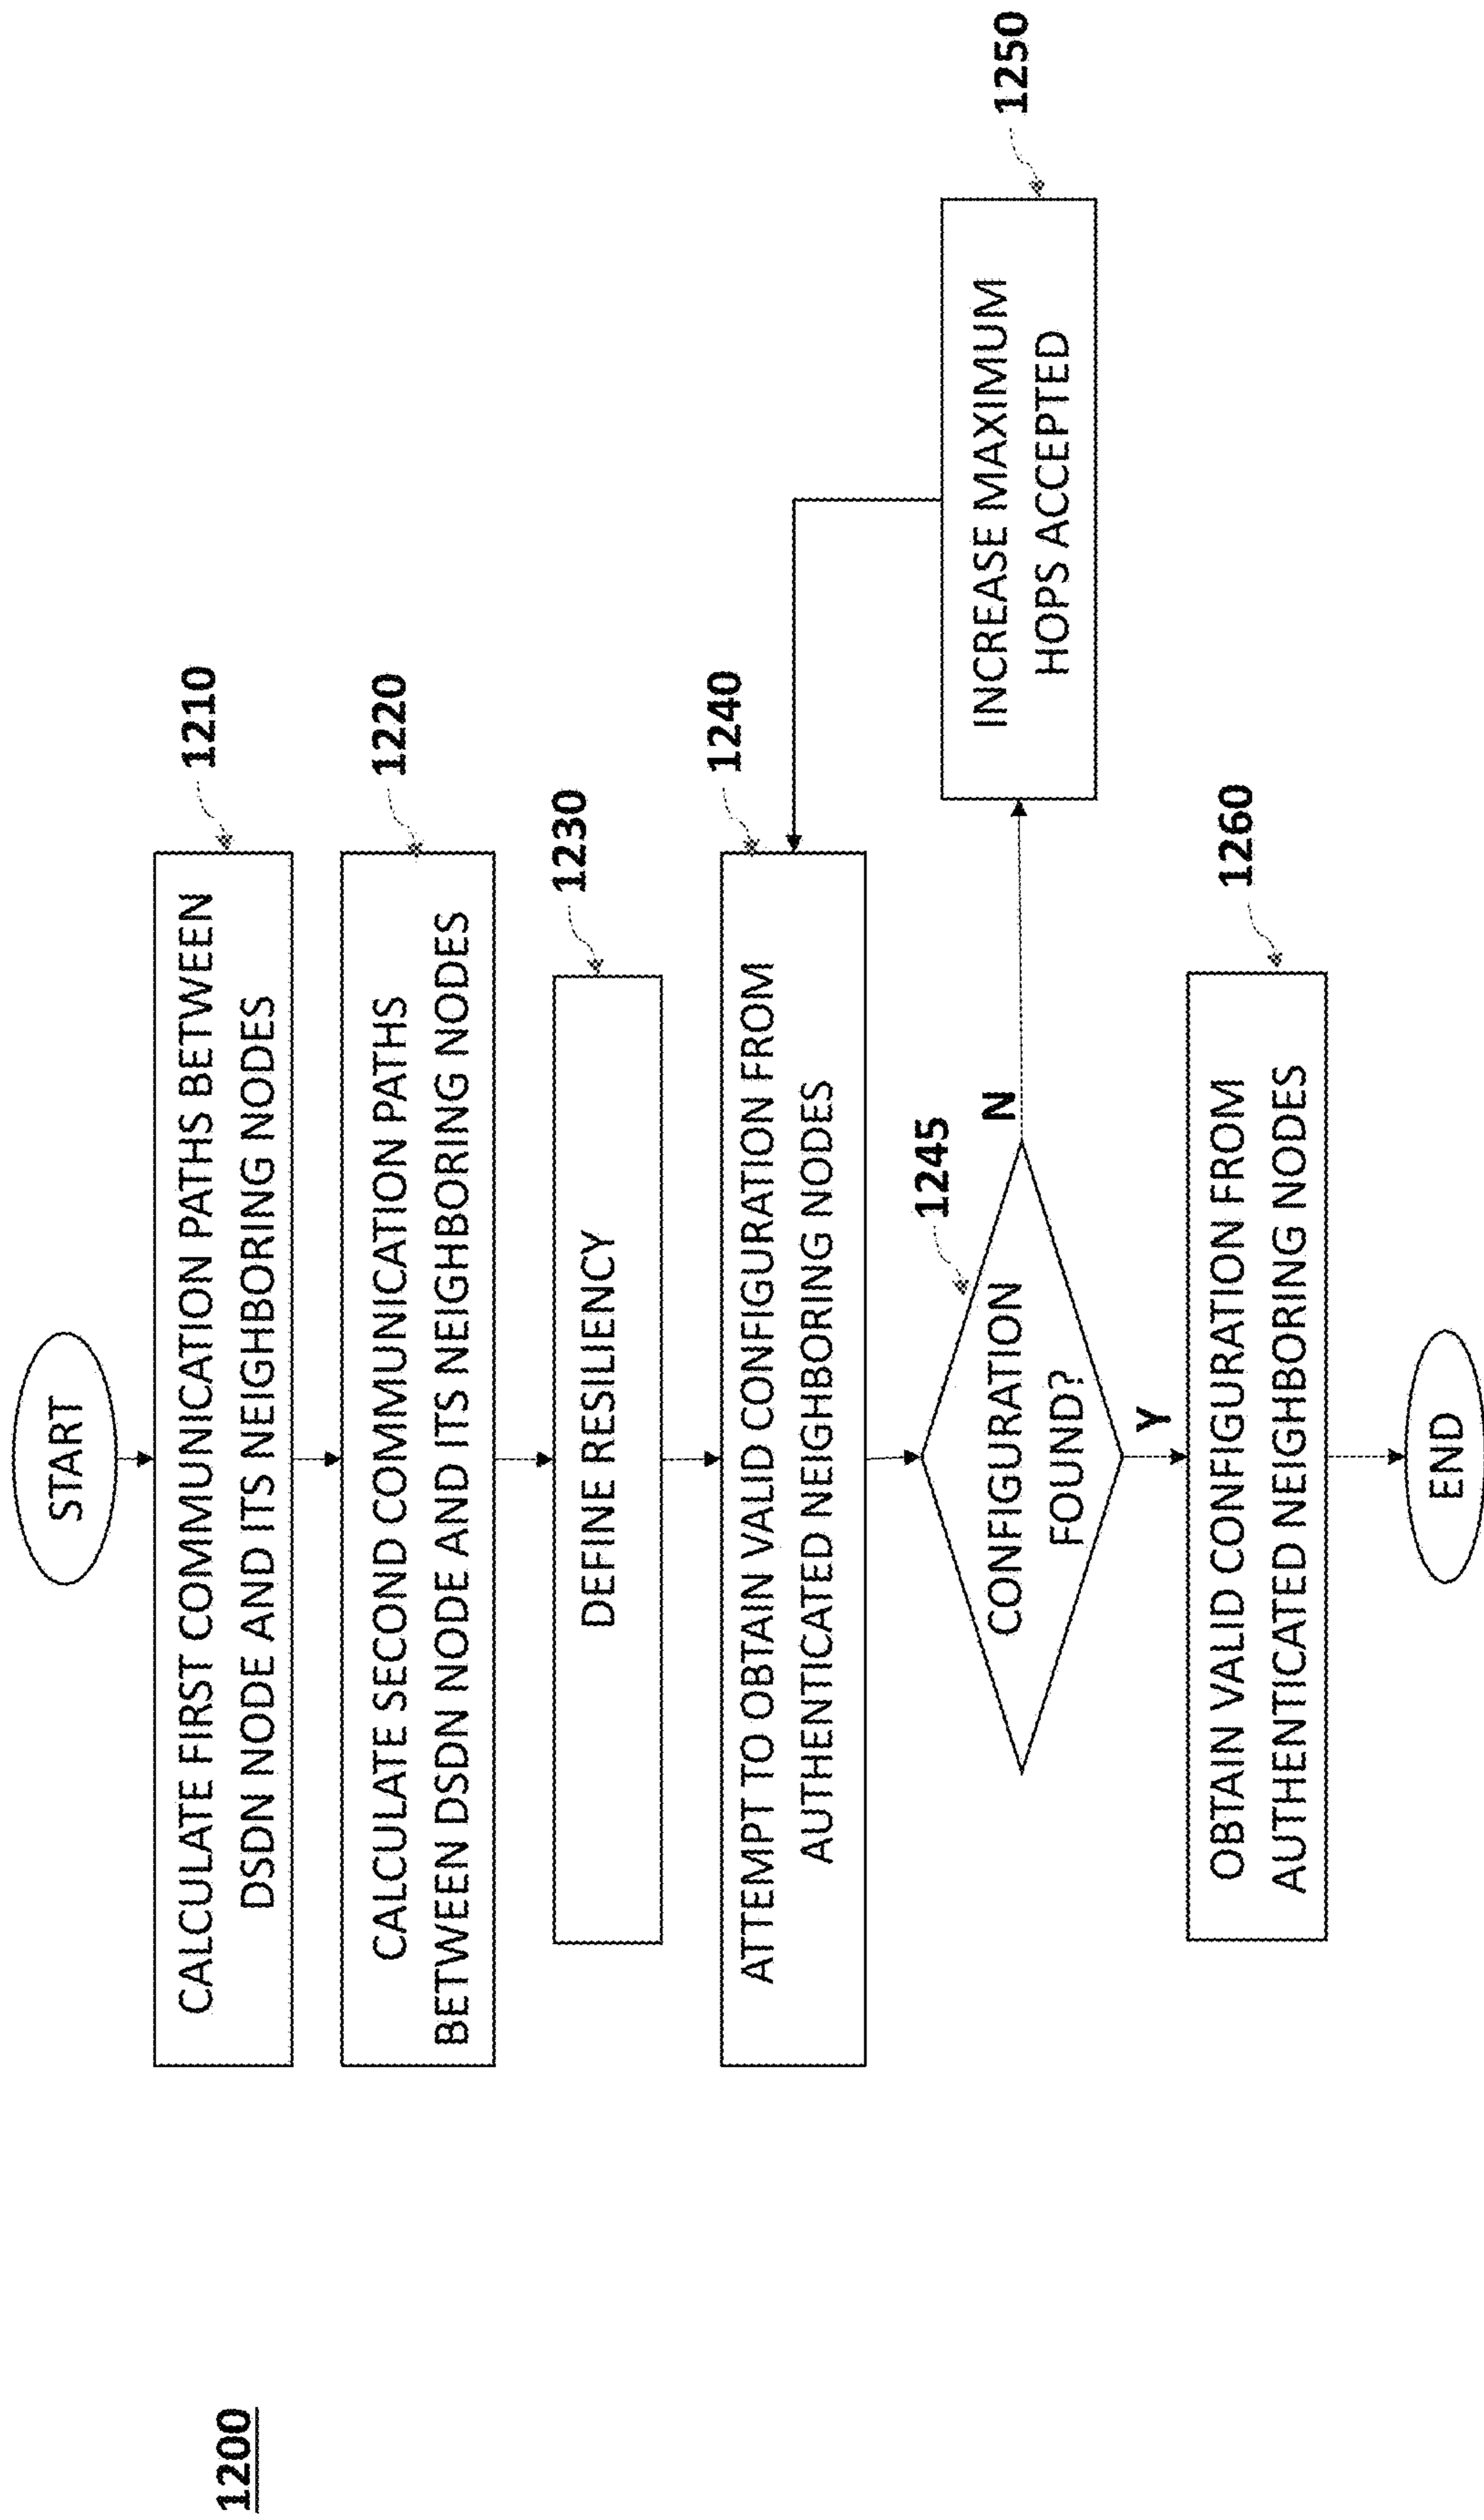 1200
START
CALCULATE FIRST COMMUNICATION PATHS BETWEEN
DSDN NODE AND ITS NEIGHBORING NODES
1210
CALCULATE SECOND COMMUNICATION PATHS
BETWEEN DSDN NODE AND ITS NEIGHBORING NODES
1220
DEFINE RESILIENCY
1230
ATTEMPT TO OBTAIN VALID CONFIGURATION FROM
AUTHENTICATED NEIGHBORING NODES
1240
CONFIGURATION
FOUND?
1245
N
INCREASE MAXIMUM
HOPS ACCEPTED
1250
Y
OBTAIN VALID CONFIGURATION FROM
AUTHENTICATED NEIGHBORING NODES
1260
END